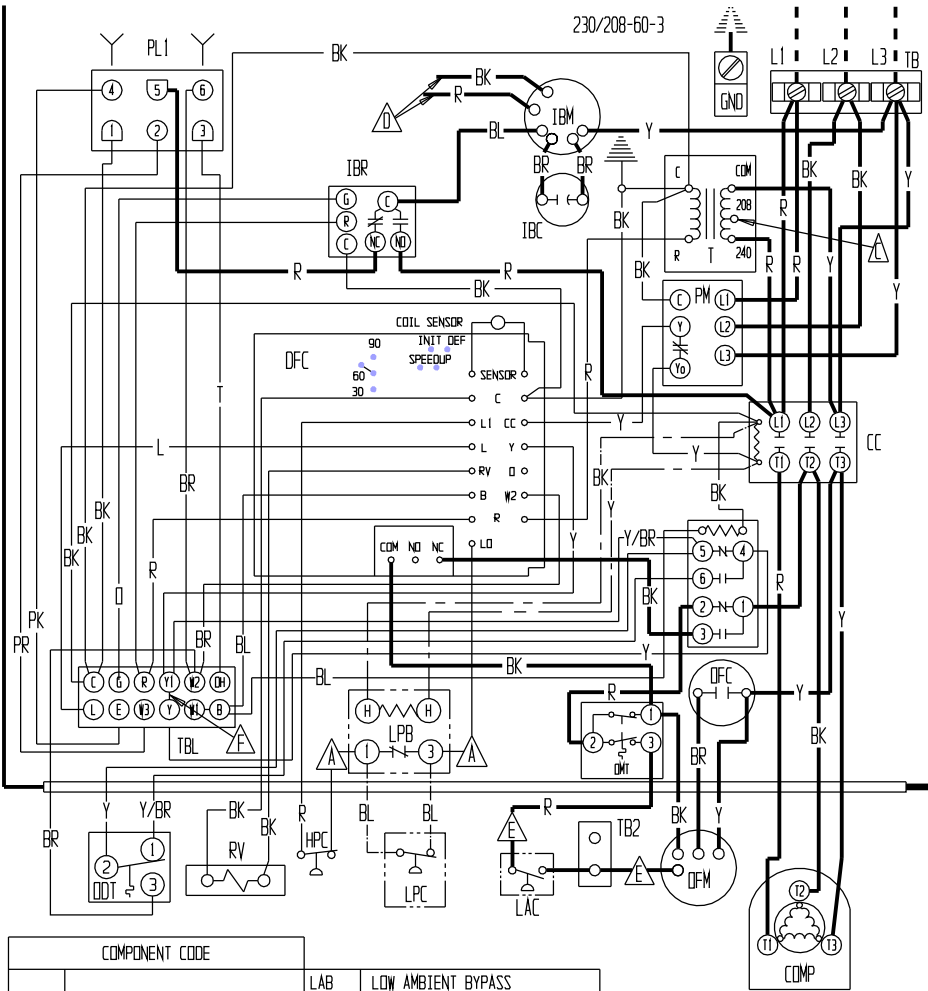 230/208-60-3
PL1
BK
L1 L2 L3 TB
4 5 6
BK
R
IBM
GND
D
1 2 3
BL
Y
IBR
BR BR
C COM
BK
BK
Y
G C
R
C NC NO
IBC
BK
208
R
R T 240
C
R
R
R R Y
BK
BK
C PM L1
Y L2
Y
Yo L3
COIL SENSOR
INIT DEF
SPEEDUP
DFC
90
60
30
SENSOR
R
C
T
L1 CC
Y
L1 L2 L3
CC
L
L Y
Y
T1 T2 T3
RV O
BK
BR
B W2
Y
BK
BK
R
Y
Y/BR
COM NO NC
LO
5 4
BK
BK
R
6
R
O
BK
2 1
PK
3
Y
PR
BR
BL
Y
BK
OFC
C G R Y1 W2 OH
BL
R
Y
L E W3 Y W1 B
H H
1
LPB
2 3
BK
TBL
F
A 1 3 A
OMT
BR
R
Y
Y/BR
BK
R
BL BL
E
BK
Y
BR
BK
TB2
RV
HPC
1
2
3
ODT
E
OFM
LPC
LAC
T2
T1 T3
COMP
COMPONENT CODE
LAB LOW AMBIENT BYPASS